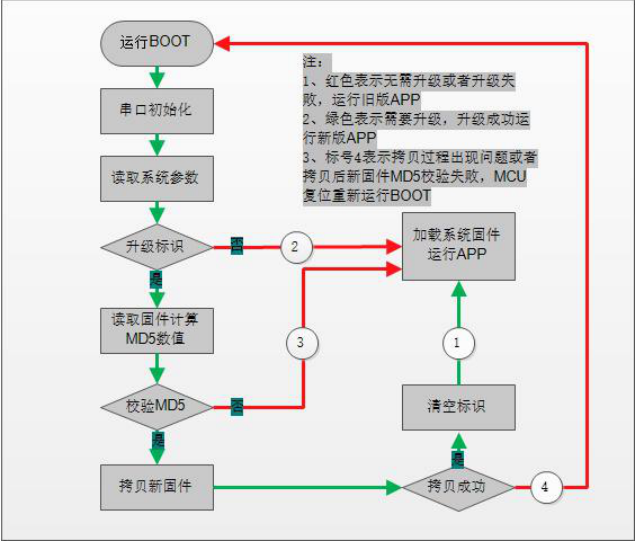 运行BOOT
注：
1、红色表示无需升级或者升级失
败，运行旧版APP
2、绿色表示需要升级，升级成功运
行新版APP
3、标号4表示拷贝过程出现问题或者
拷贝后新固件MD5校验失败，MCU
复位重新运行BOOT
串口初始化
读取系统参数
升级标识
否
2
加载系统固件
运行APP
是
读取固件计算
MD5数值
3
1
校验MD5
否
清空标识
是
是
拷贝新固件
拷贝成功
4